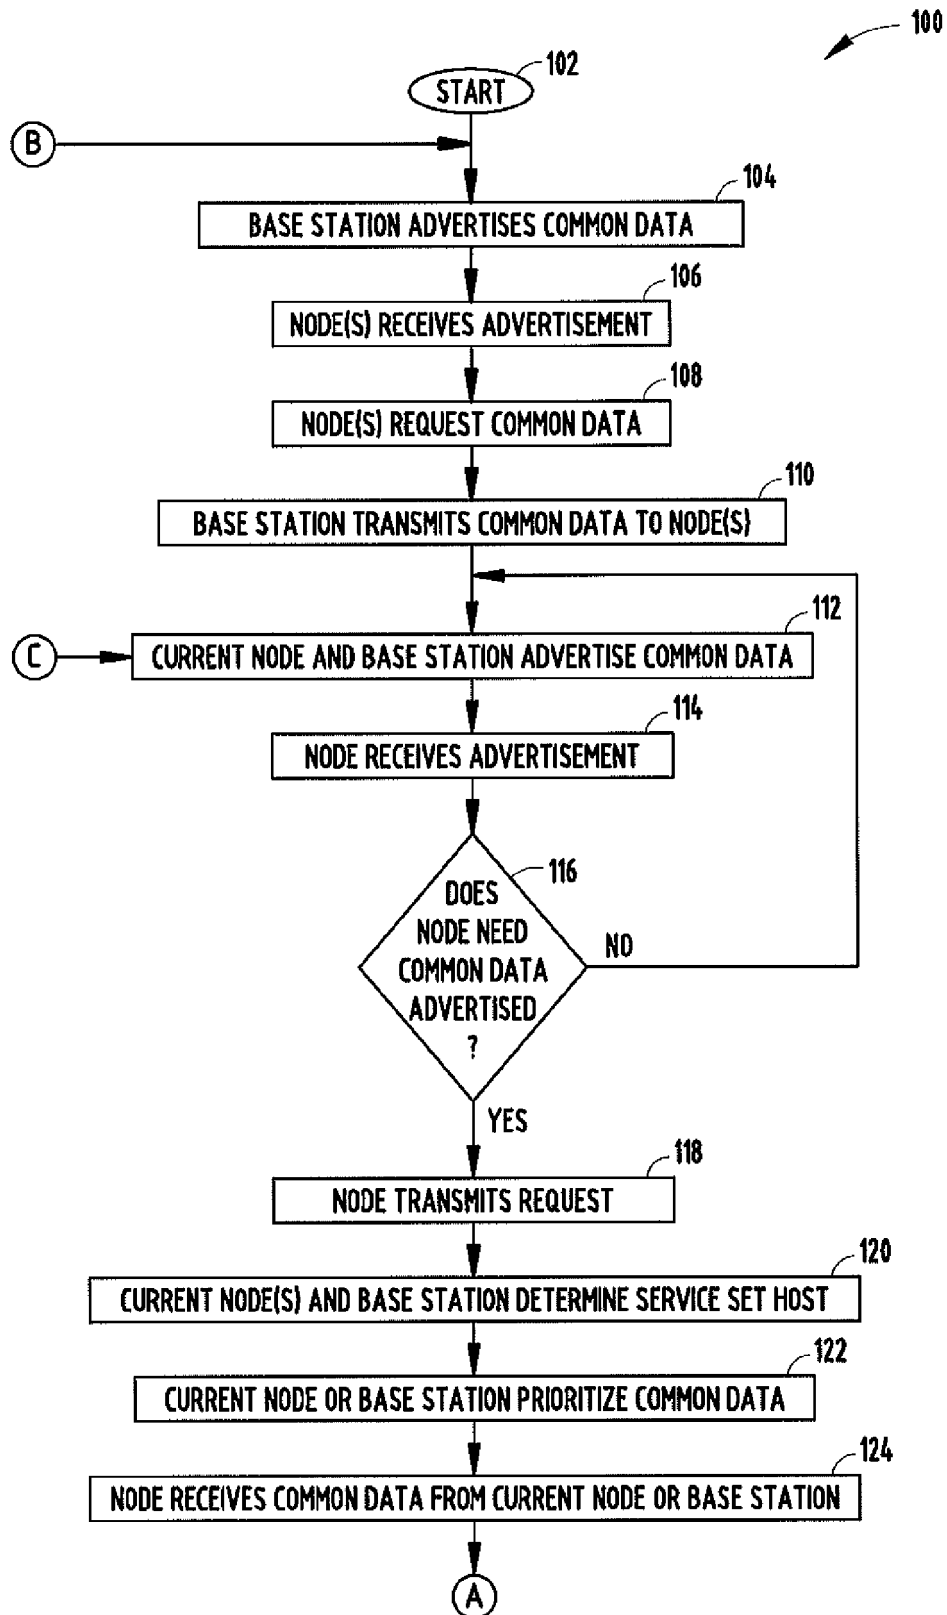 100
102
START
B
104
BASE STATION ADVERTISES COMMON DATA
106
NODE(S) RECEIVES ADVERTISEMENT
108
NODE(S) REQUEST COMMON DATA
110
BASE STATION TRANSMITS COMMON DATA TO NODE(S)
112
C
CURRENT NODE AND BASE STATION ADVERTISE COMMON DATA
114
NODE RECEIVES ADVERTISEMENT
116
DOES
NODE NEED
COMMON DATA
ADVERTISED
?
NO
YES
118
NODE TRANSMITS REQUEST
120
CURRENT NODE(S) AND BASE STATION DETERMINE SERVICE SET HOST
122
CURRENT NODE OR BASE STATION PRIORITIZE COMMON DATA
124
NODE RECEIVES COMMON DATA FROM CURRENT NODE OR BASE STATION
A